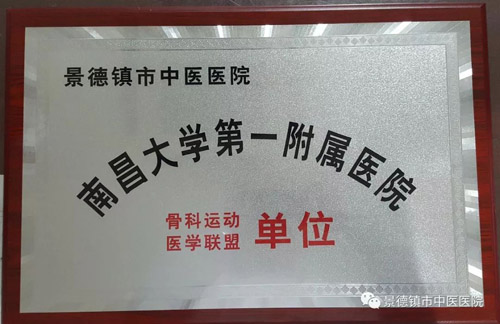 景德镇市中医医院
南昌大学第一附属医院
骨科运动
医学联盟
单位
景德镇市中医医院